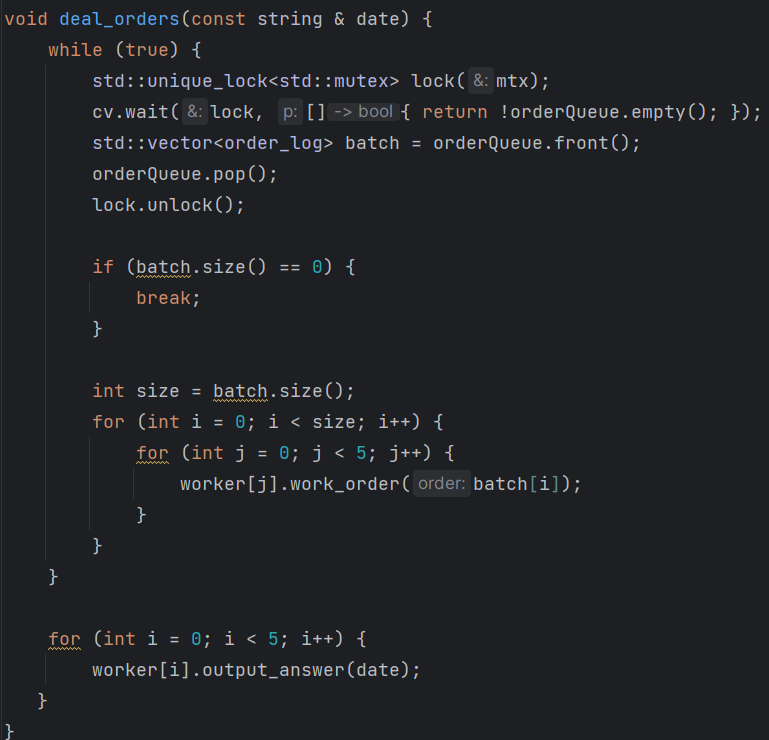 void deal_orders(const string & date) {
    while (true) {
        std::unique_lock<std::mutex> lock( &: mtx);
        cv.wait( &: lock, p: [] -> bool { return !orderQueue.empty(); });
        std::vector<order_log> batch = orderQueue.front();
        orderQueue.pop();
        lock.unlock();
        if (batch.size() == 0) {
            break;
        }
        int size = batch.size();
        for (int i = 0; i < size; i++) {
            for (int j = 0; j < 5; j++) {
                worker[j].work_order( order: batch[i]);
            }
        }
    }
    for (int i = 0; i < 5; i++) {
        worker[i].output_answer(date);
    }
}